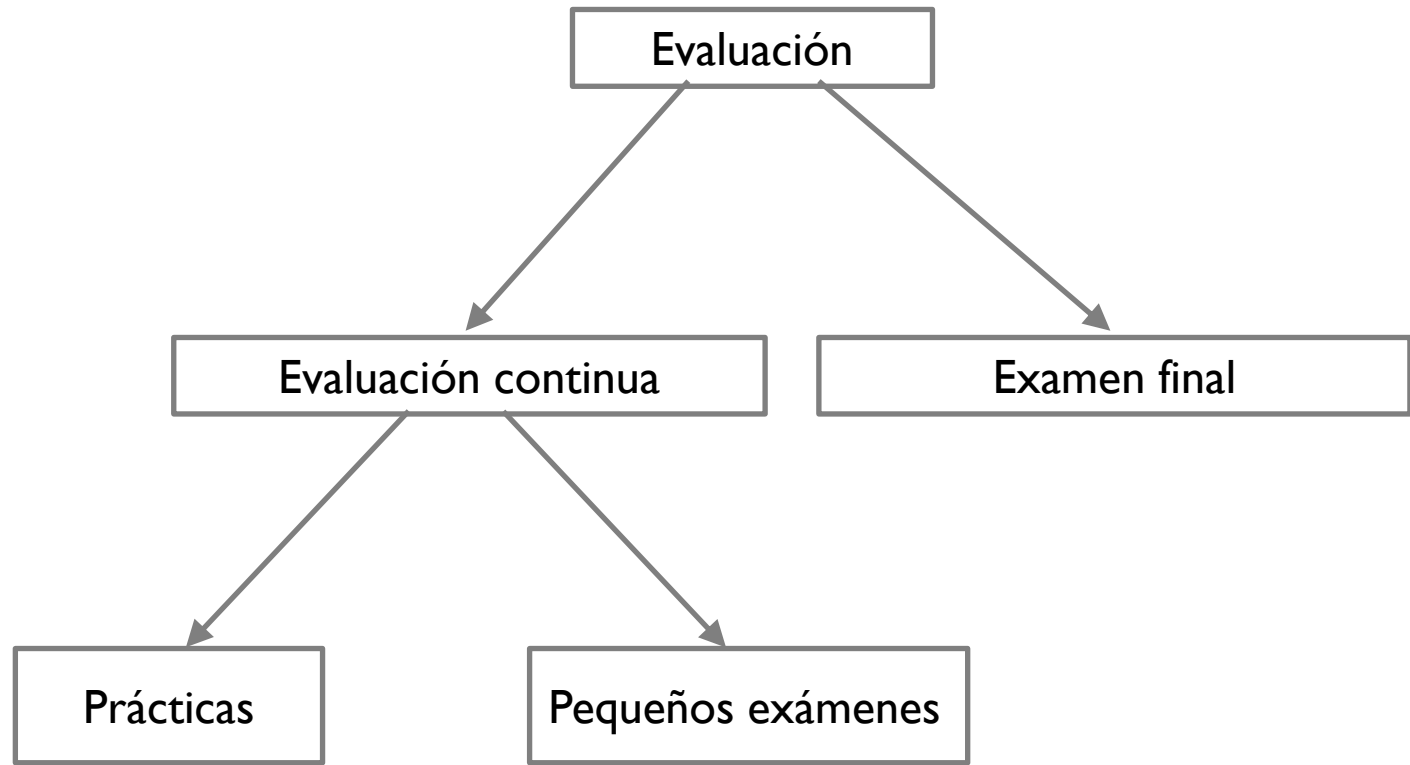 Evaluación
Evaluación continua
Examen final
Prácticas
Pequeños exámenes